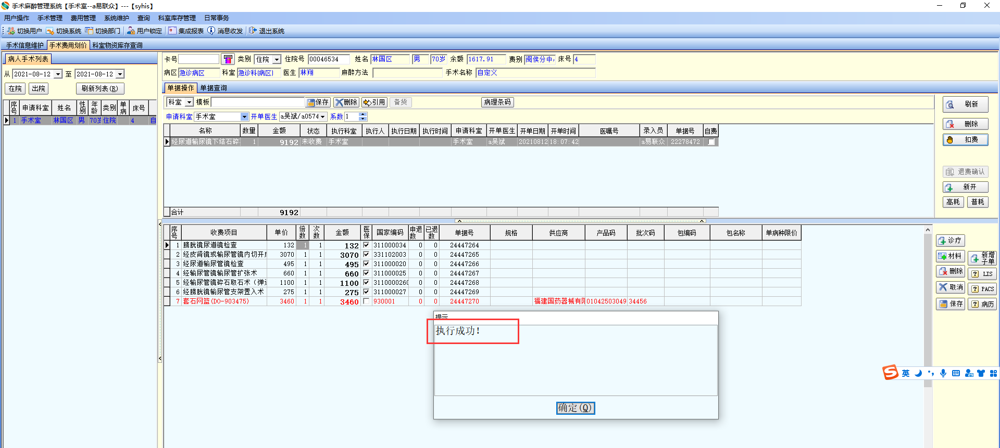 手术麻醉管理系统【手术室--a易联众】---【syhis】
用户操作 手术管理 费用管理 系统维护 查询 科室库存管理 日常事务
切换用户 切换系统 切换部门 用户锁定 集成报表 消息收发 退出系统
手术信息维护 手术费用划价 科室物资库存查询
病人手术列表
从 2021-08-12 至 2021-08-12
在院 出院 刷新列表(R)
序号 申请科室 姓名 性别 年龄 类别 单病 床号
1 手术室 林国区 男 70岁 住院 4 自
卡号 类别 住院 住院号 00046534 姓名 林国区 男 70岁 余额 1617.91 费别 闽侯分中 床号 4
病区 急诊病区 科室 急诊科(病区) 医生 林翔 麻醉方法 手术名称 自定义
单据操作 单据查询
科室 模板 保存 删除 引用 备货 病理条码
申请科室 手术室 开单医生 a吴斌/a0574 系数 1
名称 数量 金额 状态 执行科室 执行人 执行日期 执行时间 申请科室 开单医生 开单日期 开单时间 医嘱号 录入员 单据号 自费
经尿道输尿镜下结石碎 1 9192 未收费 手术室 手术室 a吴斌 20210812 18:07:42 a易联众 22278472
合计 9192
刷新
删除
扣费
退费确认
新开
高耗 普耗
序号 收费项目 单价 倍数 次数 金额 医保 国家编码 申退数 已退数 单据号 规格 供应商 产品码 批次码 包编码 包名称 单病种限价
1 膀胱镜尿道镜检查 132 1 1 132 311000034 0 0 24447264
2 经皮肾镜或输尿管镜内切开 3070 1 1 3070 331102003 0 0 24447265
3 经尿道输尿管镜检查 495 1 1 495 311000020 0 0 24447266
4 经输尿管镜输尿管扩张术 660 1 1 660 311000025 0 0 24447267
5 经输尿管镜碎石取石术（弹 1100 1 1 1100 311000026 0 0 24447268
6 经膀胱镜输尿管支架置入术 275 1 1 275 311000027 0 0 24447269
7 套石网篮(DO-903475) 3460 1 1 3460 930001 0 0 24447270 福建国药器械有限 01042503049 34456
诊疗
材料 新增子单
删除 LIS
取消 PACS
保存 病历
提示
执行成功！
确定(Q)
英